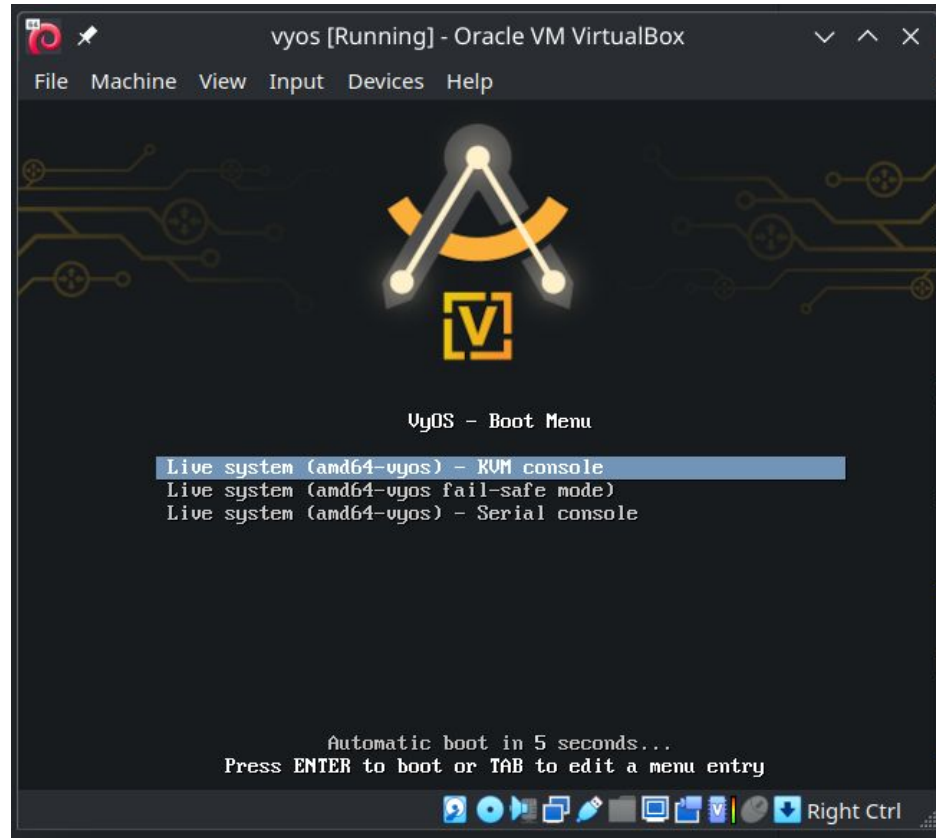 64
vyos [Running] - Oracle VM VirtualBox
File Machine View Input Devices Help
V
VyOS - Boot Menu
Live system (amd64-vyos) - KVM console
Live system (amd64-vyos fail-safe mode)
Live system (amd64-vyos) - Serial console
Automatic boot in 5 seconds...
Press ENTER to boot or TAB to edit a menu entry
V
Right Ctrl